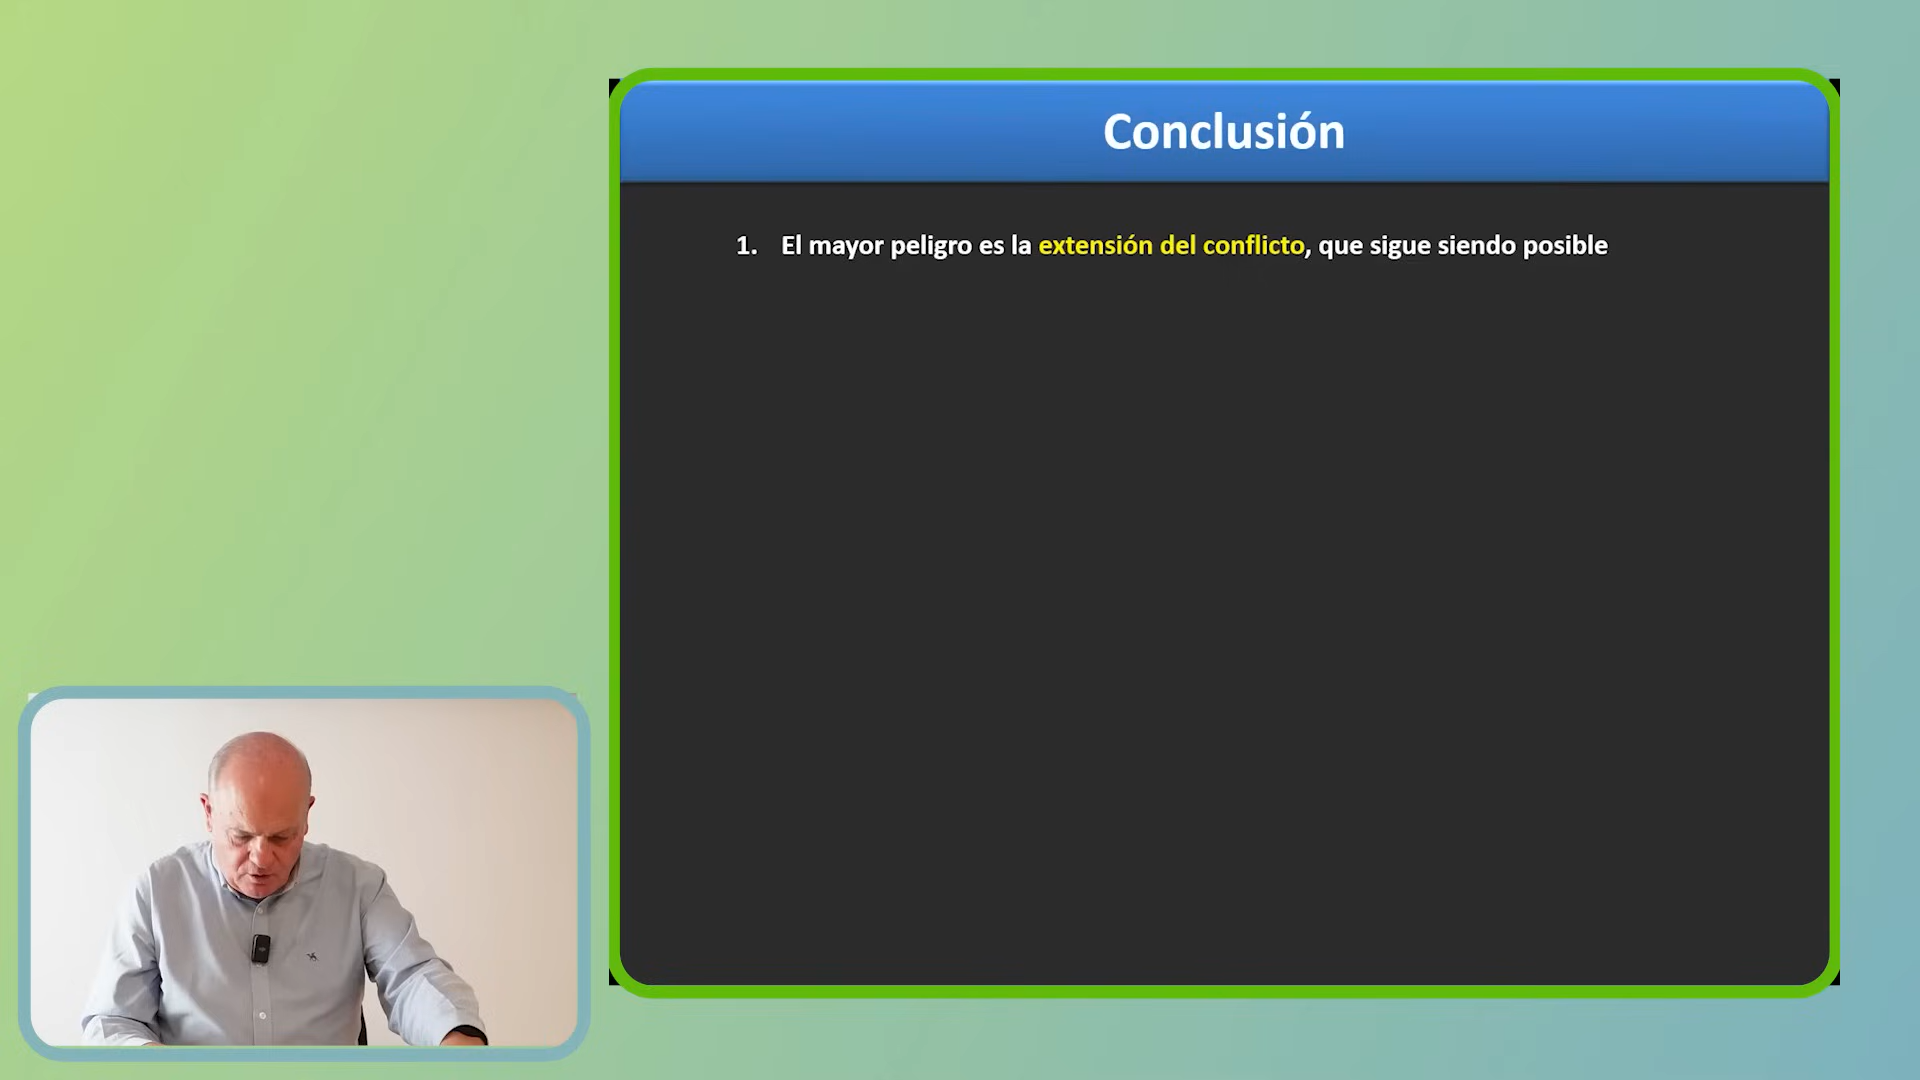 Conclusión
1. El mayor peligro es la extensión del conflicto, que sigue siendo posible